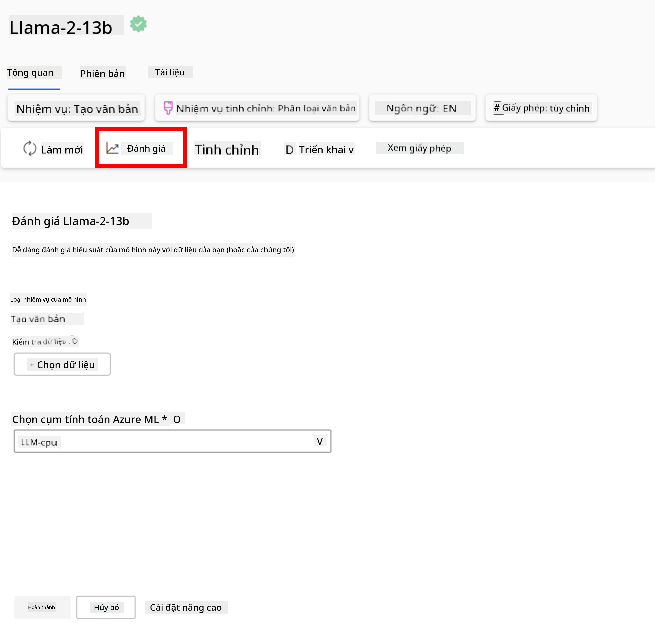 Llama-2-13b
Tổng quan Phiên bản Tài liệu
Nhiệm vụ: Tạo văn bản Nhiệm vụ tinh chỉnh: Phân loại văn bản Ngôn ngữ: EN Giấy phép: tùy chỉnh
Làm mới Đánh giá Tinh chỉnh D Triển khai v Xem giấy phép
Đánh giá Llama-2-13b
Dễ dàng đánh giá hiệu suất của mô hình này với dữ liệu của bạn (hoặc của chúng tôi)
Loại nhiệm vụ của mô hình
Tạo văn bản
Kiểm tra dữ liệu
Chọn dữ liệu
Chọn cụm tính toán Azure ML * O
LLM-cpu V
Hoàn thành Hủy bỏ Cài đặt nâng cao